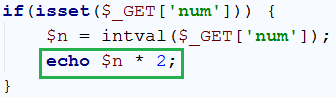 if(isset($_GET['num'])) {
    $n = intval($_GET['num']);
    echo $n * 2;
}